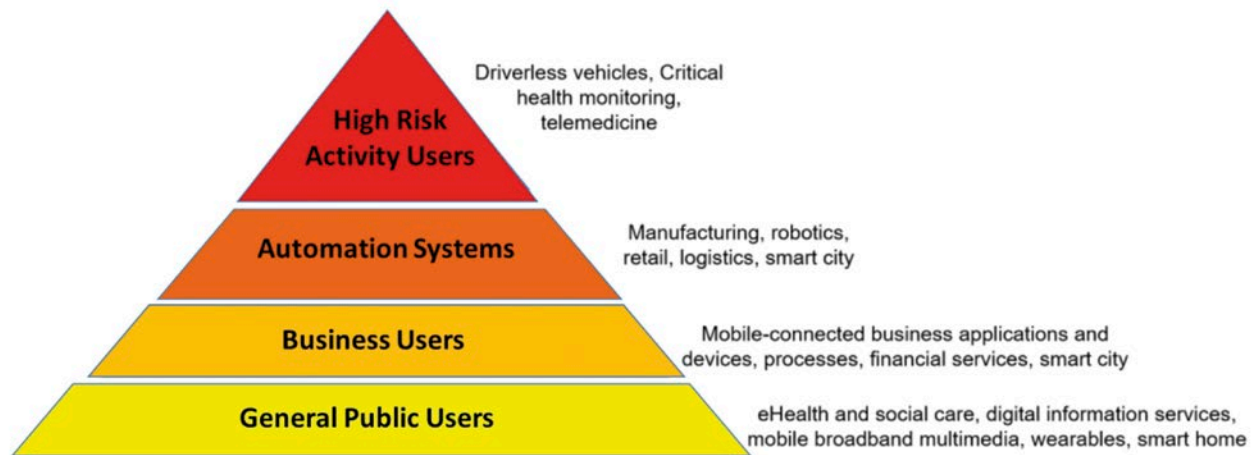 Driverless vehicles, Critical
health monitoring,
telemedicine
High Risk
Activity Users
Manufacturing, robotics,
retail, logistics, smart city
Automation Systems
Mobile-connected business applications and
devices, processes, financial services, smart city
Business Users
eHealth and social care, digital information services,
mobile broadband multimedia, wearables, smart home
General Public Users